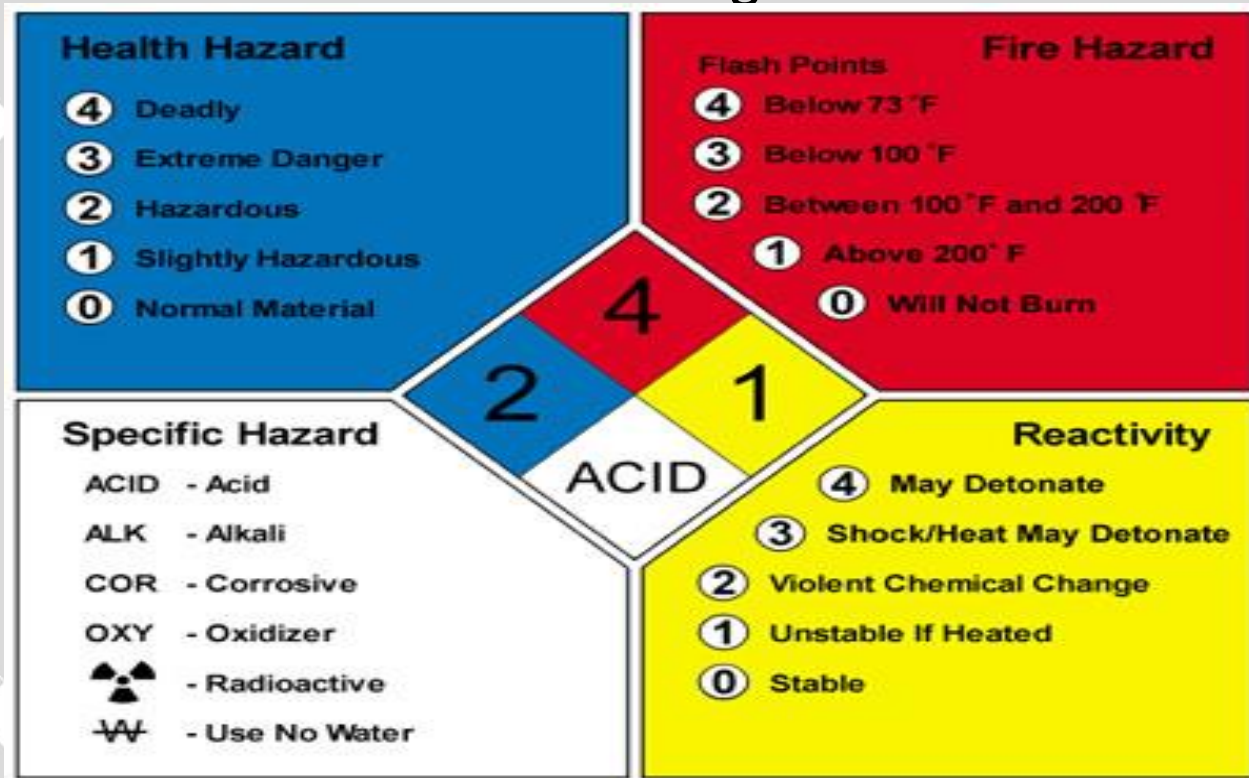 Health Hazard
4 Deadly
3 Extreme Danger
2 Hazardous
1 Slightly Hazardous
0 Normal Material
Fire Hazard
Flash Points
4 Below 73 °F
3 Below 100 °F
2 Between 100 °F and 200 °F
1 Above 200° F
0 Will Not Burn
4
2
1
ACID
Specific Hazard
ACID - Acid
ALK - Alkali
COR - Corrosive
OXY - Oxidizer
- Radioactive
W - Use No Water
Reactivity
4 May Detonate
3 Shock/Heat May Detonate
2 Violent Chemical Change
1 Unstable If Heated
0 Stable